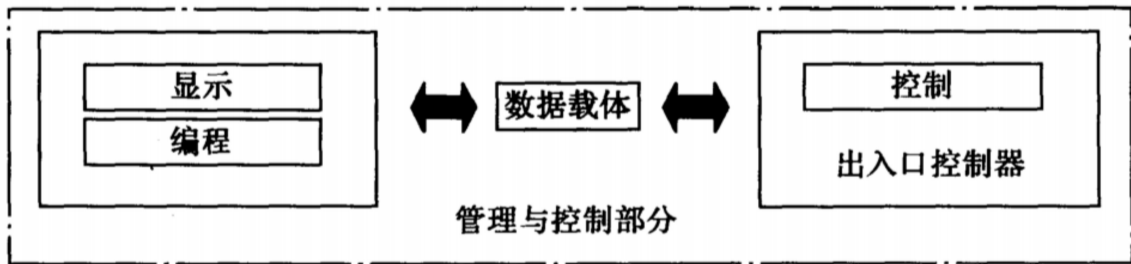 显示
编程
数据载体
控制
出入口控制器
管理与控制部分